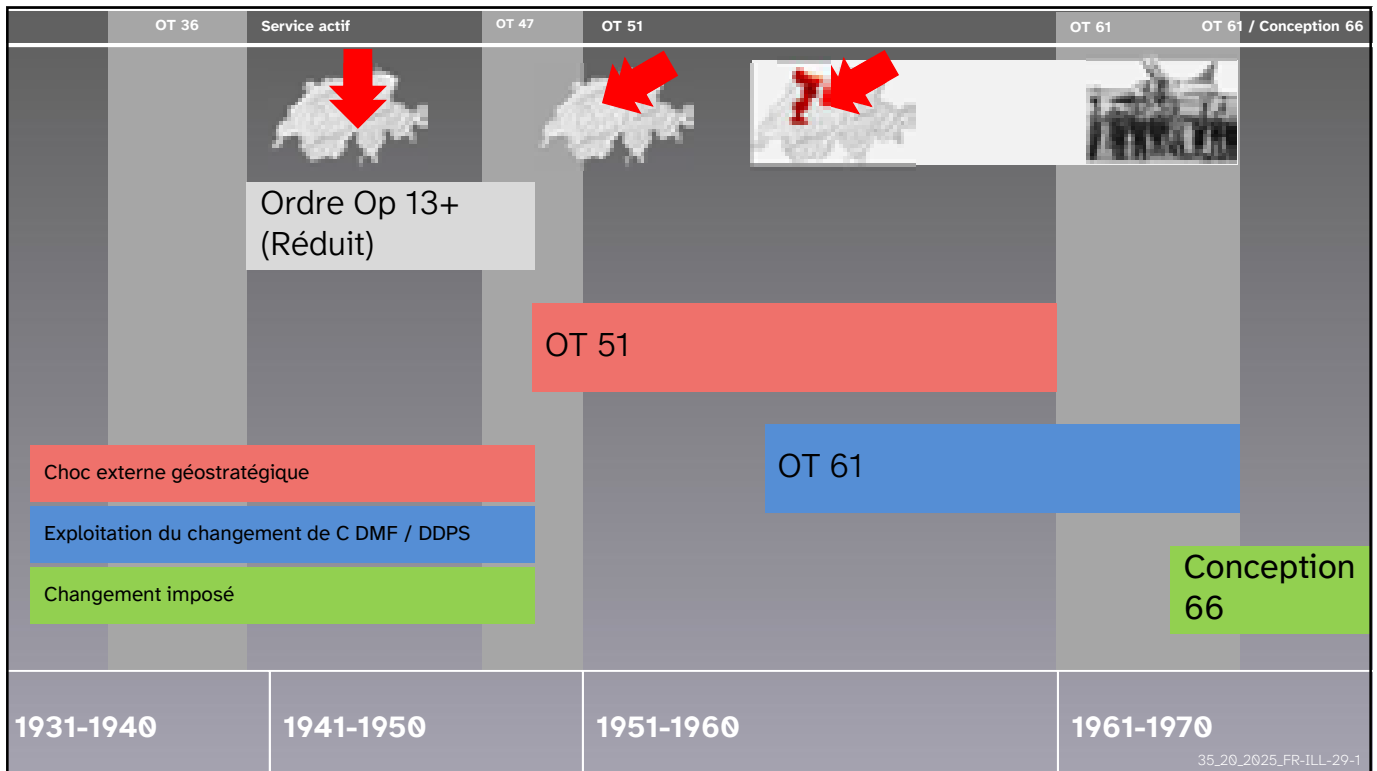 OT 36
Service actif
OT 47
OT 51
OT 61
OT 61 / Conception 66
Ordre Op 13+
(Réduit)
OT 51
OT 61
Choc externe géostratégique
Exploitation du changement de C DMF / DDPS
Changement imposé
Conception
66
1931-1940
1941-1950
1951-1960
1961-1970
35_20_2025_FR-ILL-29-1